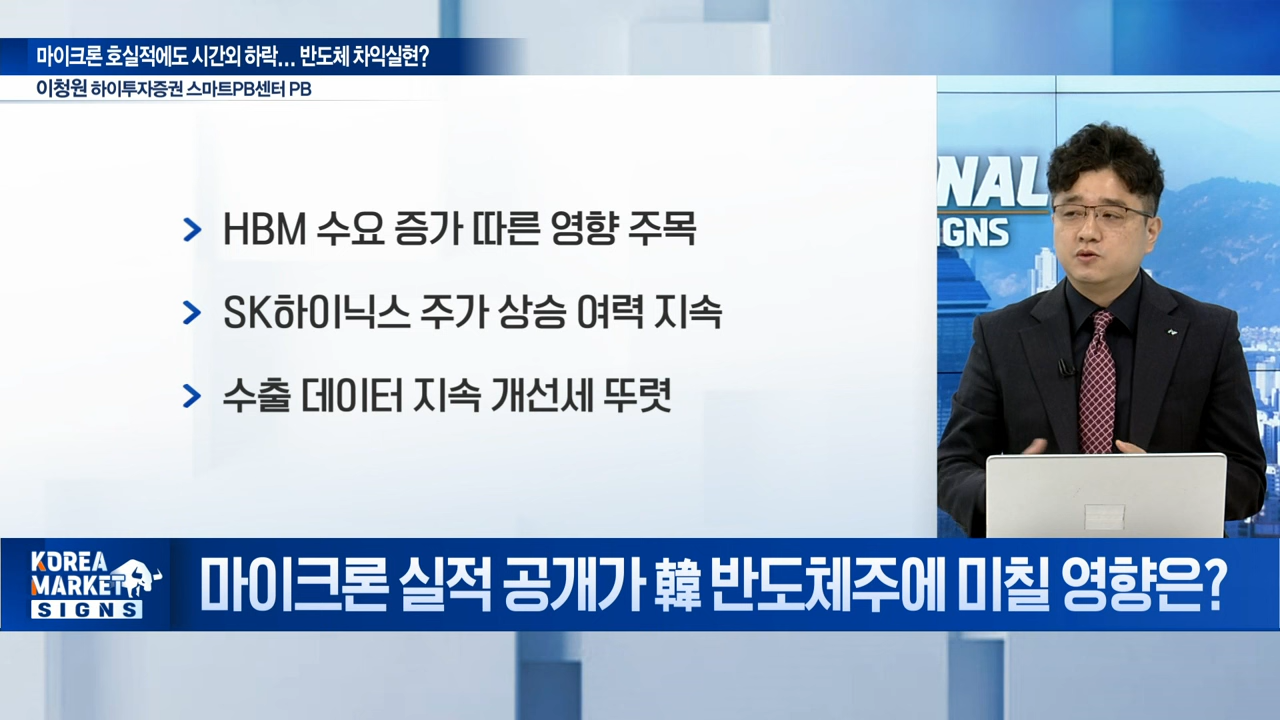 마이크론 호실적에도 시간외 하락... 반도체 차익실현?
이청원 하이투자증권 스마트PB센터 PB
NAL
IGNS
HBM 수요 증가 따른 영향 주목
SK하이닉스 주가 상승 여력 지속
수출 데이터 지속 개선세 뚜렷
KOREA
MARKET
SIGNS
마이크론 실적 공개가 韓 반도체주에 미칠 영향은?